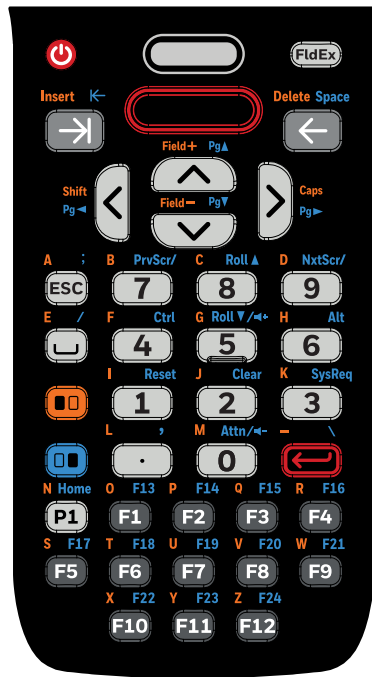 FldEx
Insert Delete Space
Field+ Pg▲
Shift Caps
Pg◄ Field− Pg▼ Pg►
A ; B PrvScr/ C Roll ▲ D NxtScr/
ESC 7 8 9
E / F Ctrl G Roll ▼/ + H Alt
4 5 6
I Reset J Clear K SysReq
1 2 3
L , M Attn/ − − \
. 0
N Home O F13 P F14 Q F15 R F16
P1 F1 F2 F3 F4
S F17 T F18 U F19 V F20 W F21
F5 F6 F7 F8 F9
X F22 Y F23 Z F24
F10 F11 F12